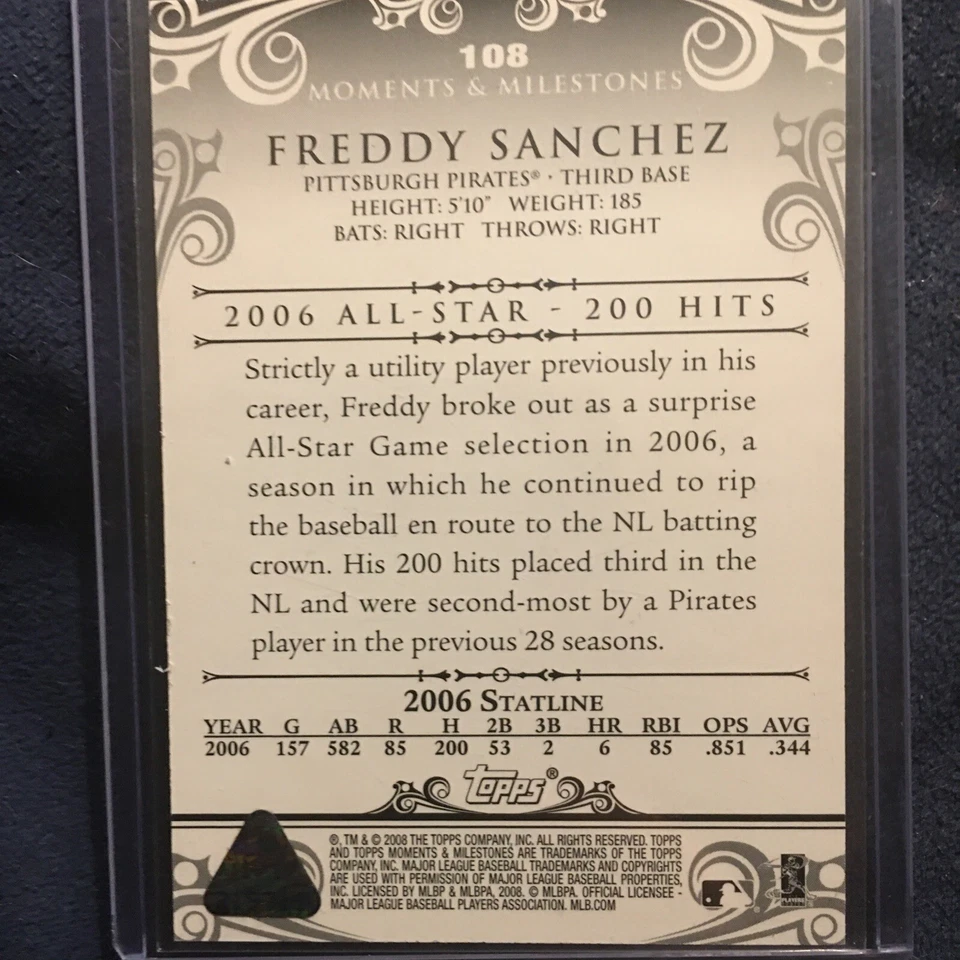 108
MOMENTS & MILESTONES
FREDDY SANCHEZ
PITTSBURGH PIRATES® · THIRD BASE
HEIGHT: 5'10" WEIGHT: 185
BATS: RIGHT THROWS: RIGHT
2006 ALL-STAR - 200 HITS
Strictly a utility player previously in his
career, Freddy broke out as a surprise
All-Star Game selection in 2006, a
season in which he continued to rip
the baseball en route to the NL batting
crown. His 200 hits placed third in the
NL and were second-most by a Pirates
player in the previous 28 seasons.
2006 STATLINE
YEAR G AB R H 2B 3B HR RBI OPS AVG
2006 157 582 85 200 53 2 6 85 .851 .344
Topps®
®, TM & © 2008 THE TOPPS COMPANY, INC. ALL RIGHTS RESERVED. TOPPS
AND TOPPS MOMENTS & MILESTONES ARE TRADEMARKS OF THE TOPPS
COMPANY, INC. MAJOR LEAGUE BASEBALL TRADEMARKS AND COPYRIGHTS
ARE USED WITH PERMISSION OF MAJOR LEAGUE BASEBALL PROPERTIES,
INC. LICENSED BY MLBP & MLBPA, 2008. © MLBPA. OFFICIAL LICENSEE -
MAJOR LEAGUE BASEBALL PLAYERS ASSOCIATION. MLB.COM